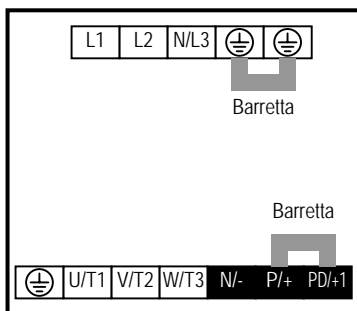 L1 L2 N/L3
Barretta
Barretta
U/T1 V/T2 W/T3 N/- P/+ PD/+1